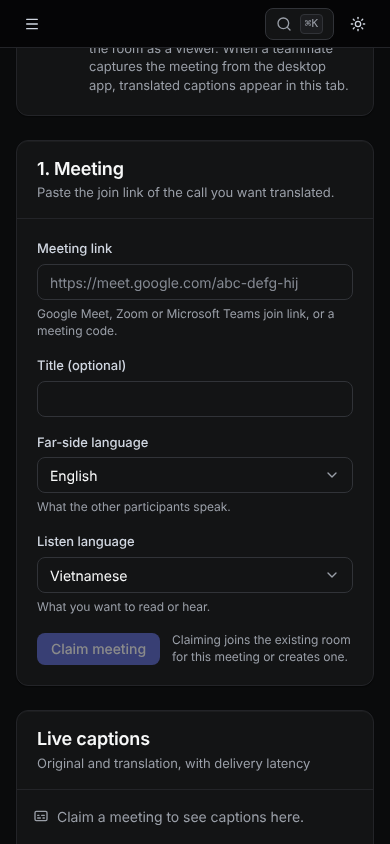 ⌘K
the room as a viewer. When a teammate
captures the meeting from the desktop
app, translated captions appear in this tab.
1. Meeting
Paste the join link of the call you want translated.
Meeting link
https://meet.google.com/abc-defg-hij
Google Meet, Zoom or Microsoft Teams join link, or a
meeting code.
Title (optional)
Far-side language
English
What the other participants speak.
Listen language
Vietnamese
What you want to read or hear.
Claim meeting
Claiming joins the existing room
for this meeting or creates one.
Live captions
Original and translation, with delivery latency
Claim a meeting to see captions here.